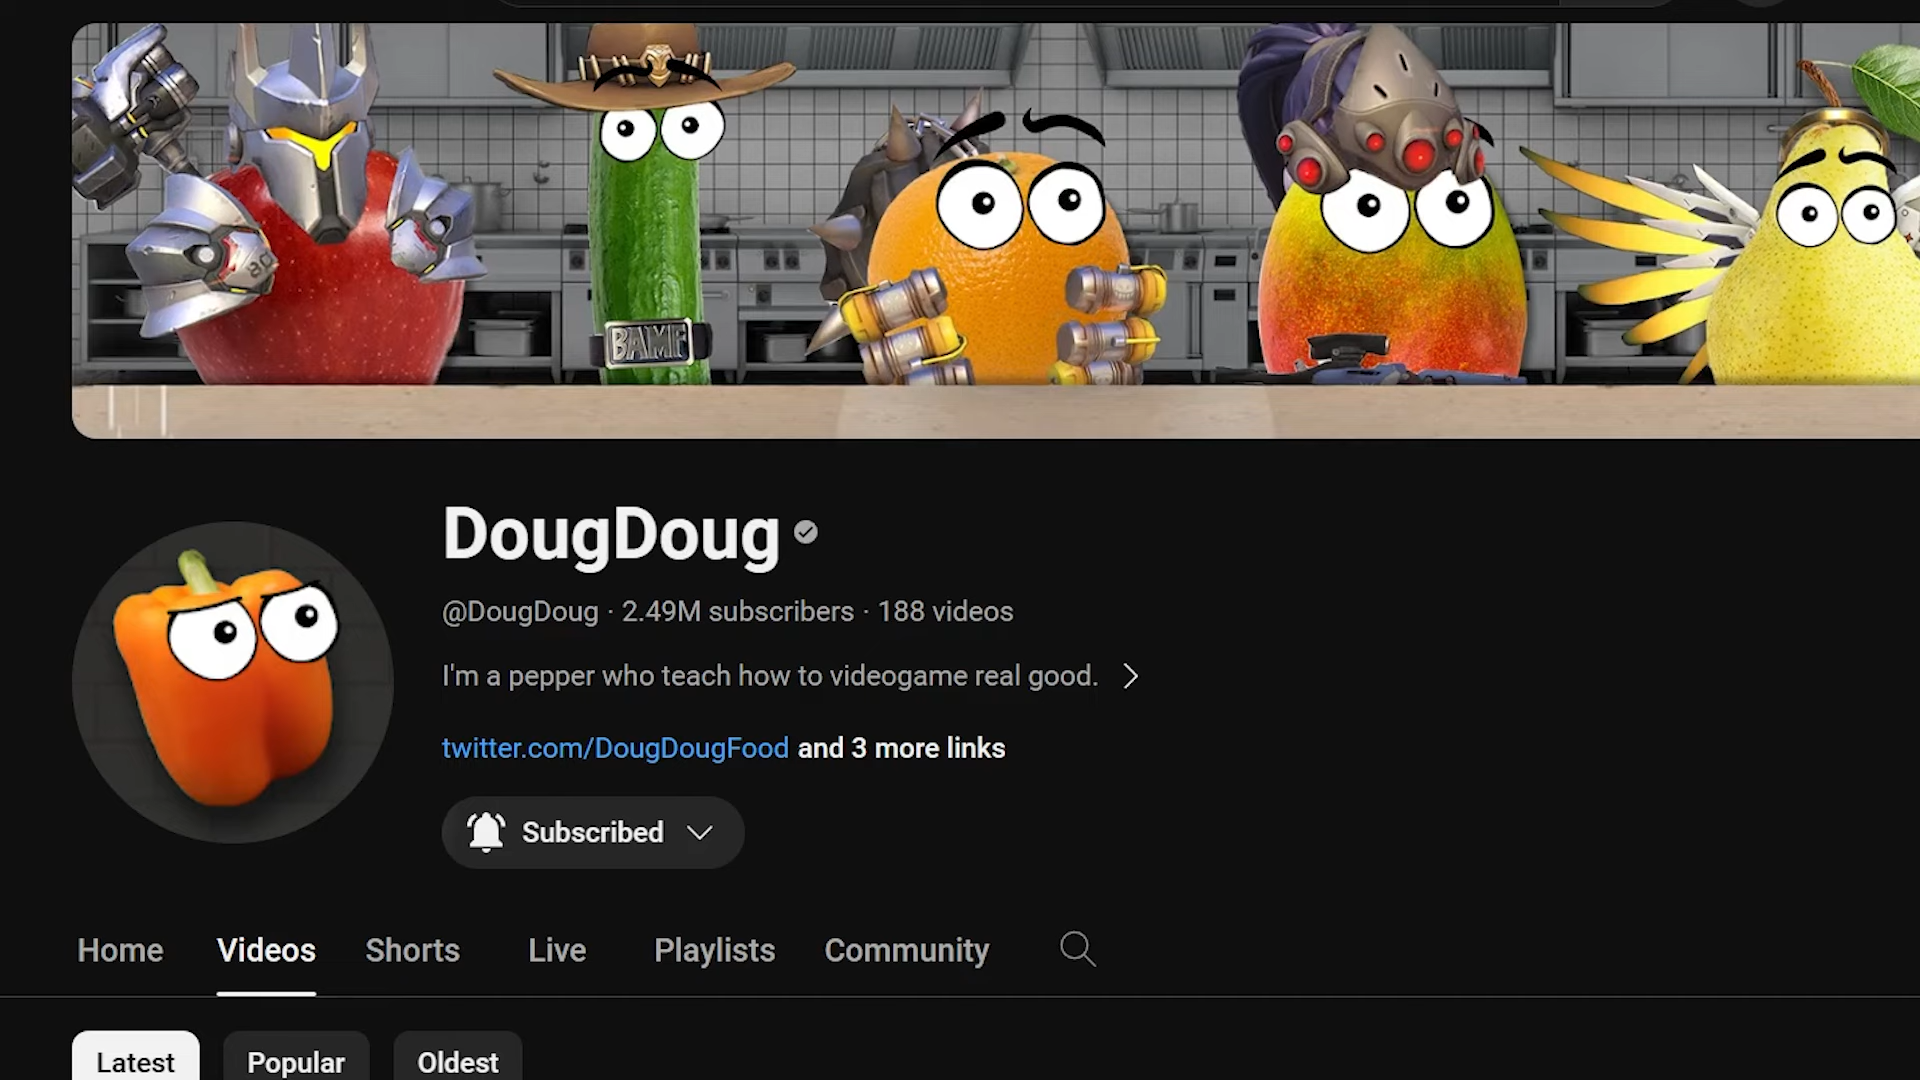 BAMF
DougDoug
@DougDoug · 2.49M subscribers · 188 videos
I'm a pepper who teach how to videogame real good.
twitter.com/DougDougFood and 3 more links
Subscribed
Home Videos Shorts Live Playlists Community
Latest Popular Oldest